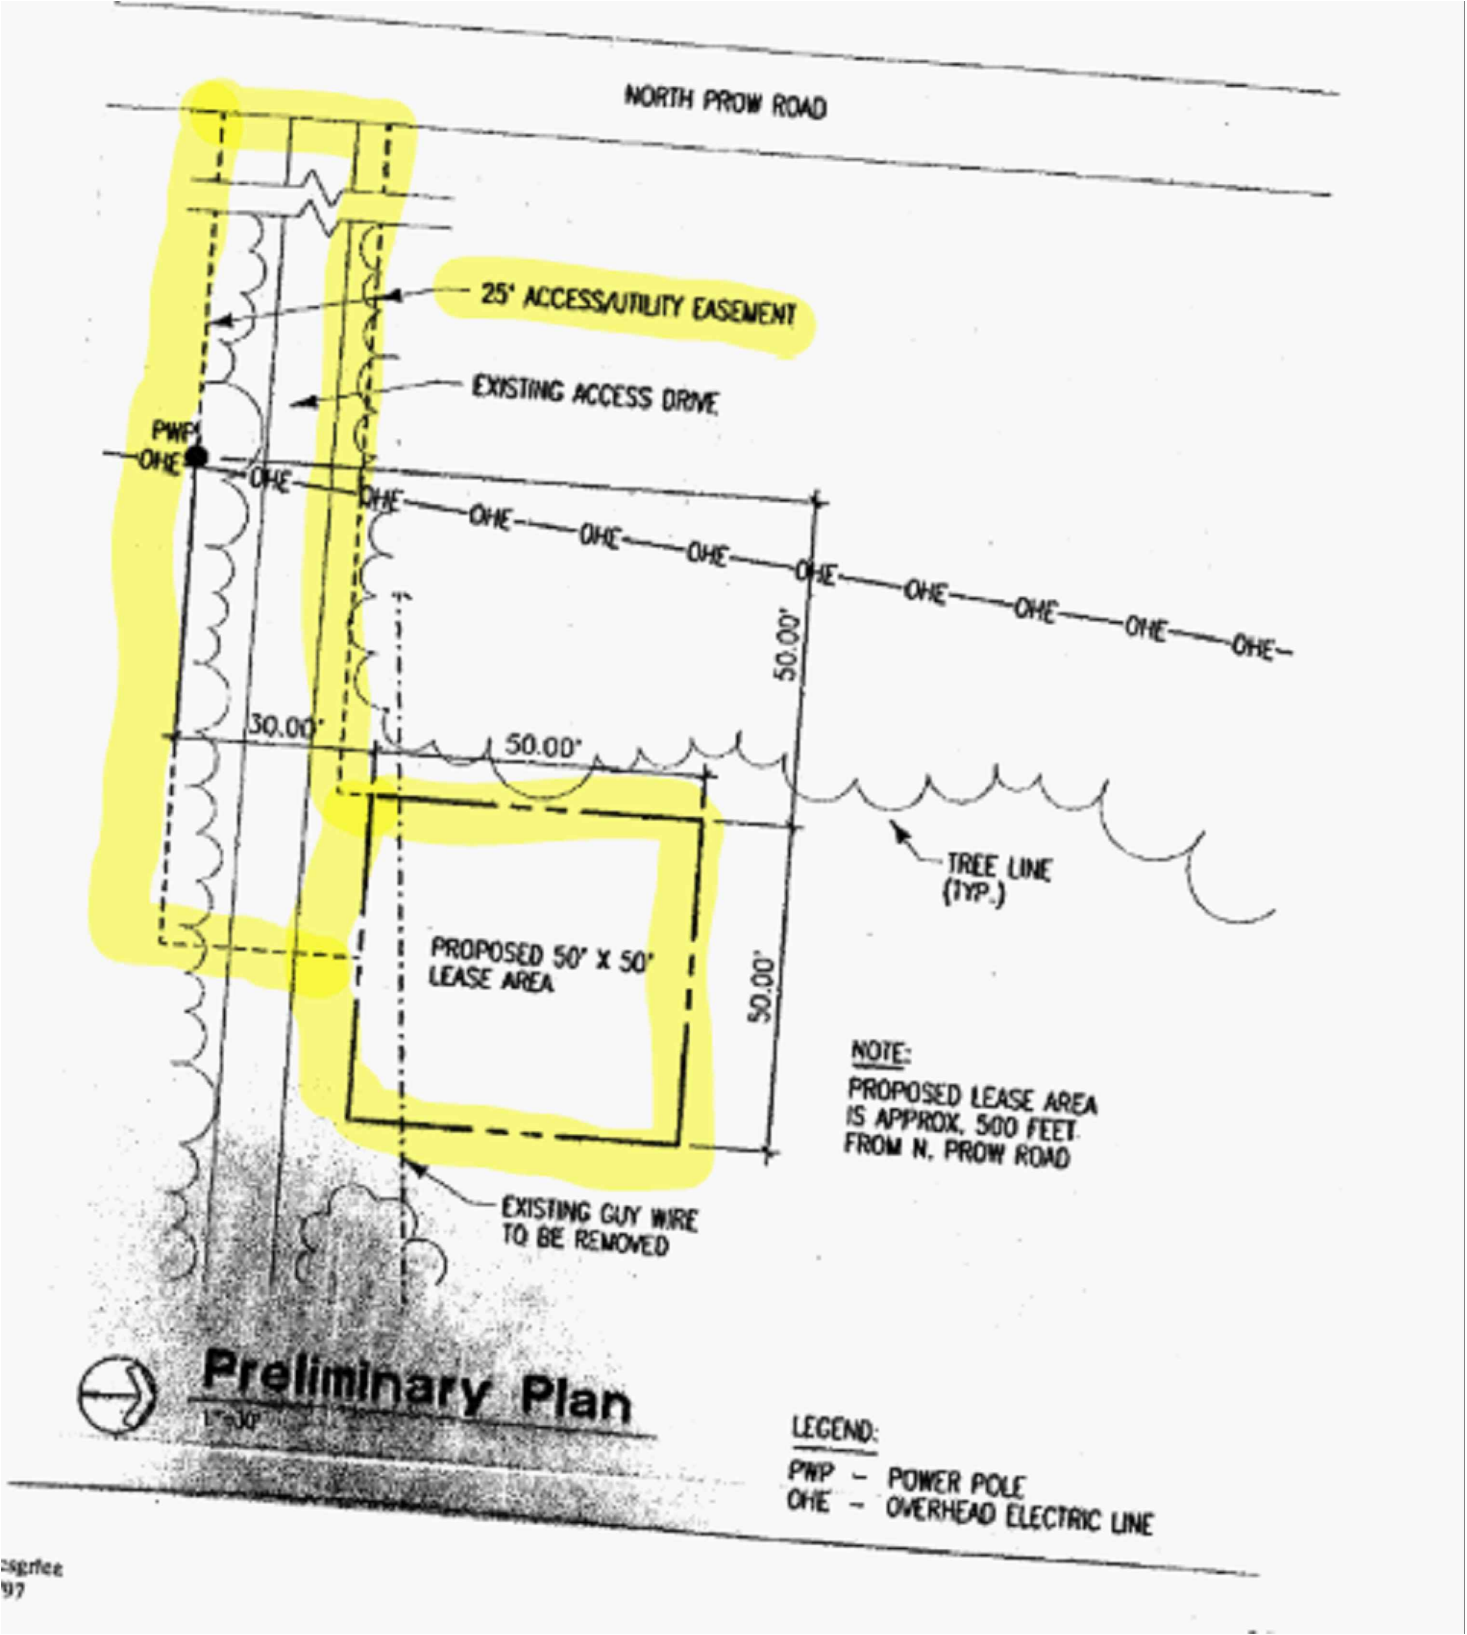 NORTH PROW ROAD
25' ACCESS/UTILITY EASEMENT
EXISTING ACCESS DRIVE
PWP
OHE
OHE
OHE
OHE
OHE
OHE
OHE
OHE
OHE
OHE
OHE
50.00'
30.00'
50.00'
TREE LINE
(TYP.)
PROPOSED 50' X 50'
LEASE AREA
50.00'
NOTE:
PROPOSED LEASE AREA
IS APPROX. 500 FEET
FROM N. PROW ROAD
EXISTING GUY WIRE
TO BE REMOVED
Preliminary Plan
LEGEND:
PWP - POWER POLE
OHE - OVERHEAD ELECTRIC LINE
97